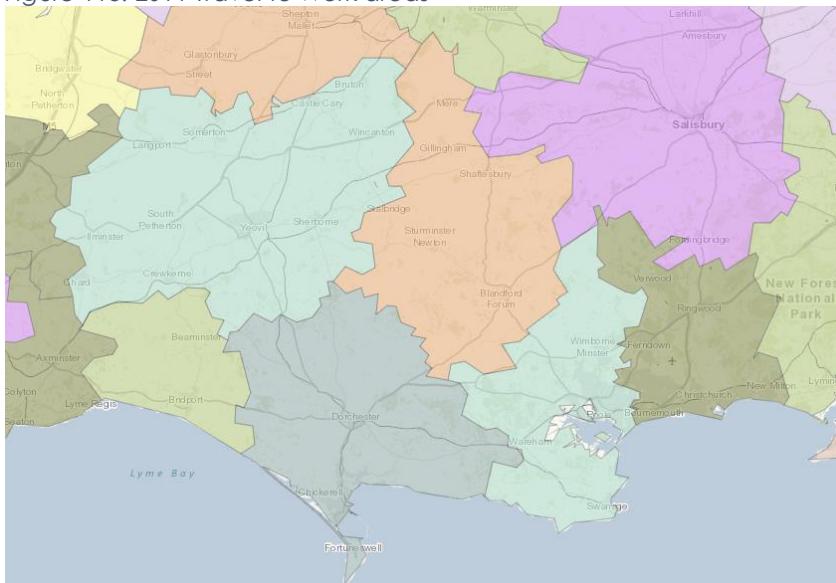 Shepton
Mallet
Warminster
Larkhill
Amesbury
Glastonbury
Street
Bridgwater
North
Petherton
M5
Bruton
Castle Cary
Mere
Salisbury
Somerton
Wincanton
Langport
Gillingham
Shaftesbury
South
Petherton
Stalbridge
Sherborne
Yeovil
Ilminster
Sturminster
Newton
Fordingbridge
Crewkerne
Chard
Verwood
New Fores
National
Park
Blandford
Forum
Ringwood
Beaminster
Wimborne
Minster
Ferndown
Axminster
Colyton
Lyme Regis
Seaton
Bridport
Dorchester
Poole
Bournemouth
Christchurch
New Milton
Lyming
Wareham
Lyme Bay
Chickerell
Swanage
Fortuneswell